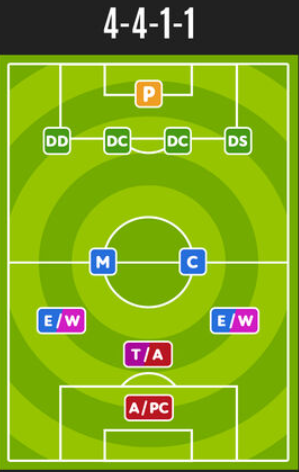 4-4-1-1
P
DD DC DC DS
M C
E/W E/W
T/A
A/PC